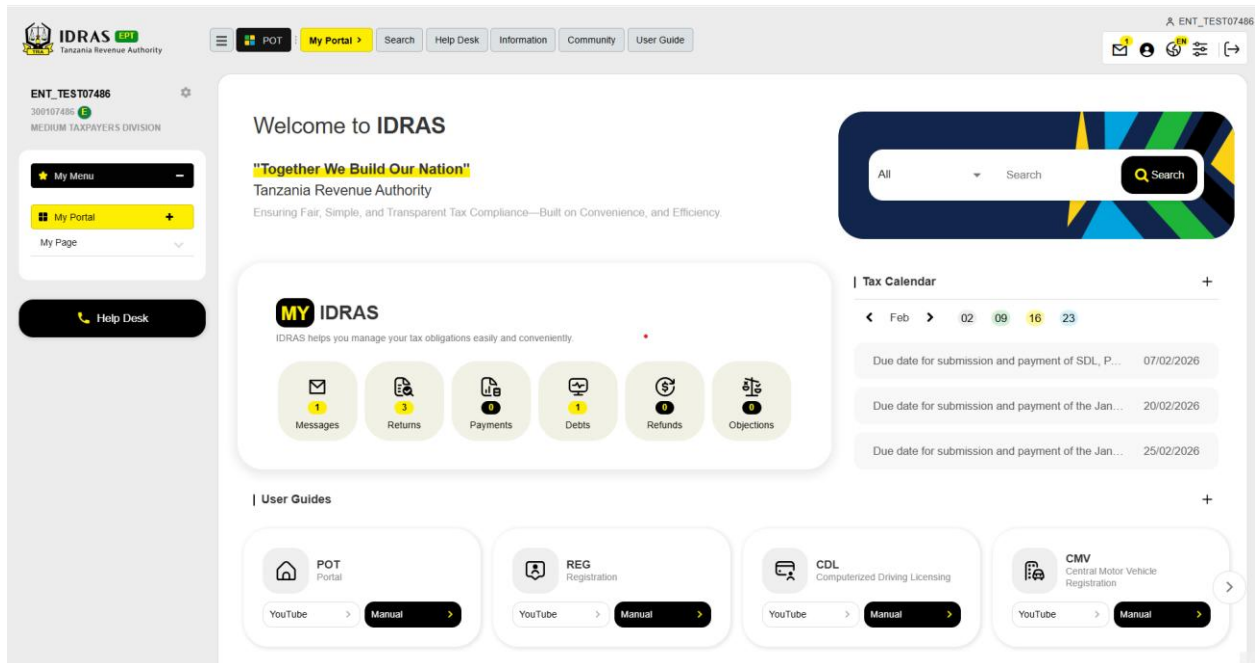 ENT_TEST07486
IDRAS EPT
Tanzania Revenue Authority
TRA
POT
My Portal >
Search
Help Desk
Information
Community
User Guide
1
EN
ENT_TEST07486
300107486 E
MEDIUM TAXPAYERS DIVISION
My Menu
My Portal
My Page
Help Desk
Welcome to IDRAS
"Together We Build Our Nation"
Tanzania Revenue Authority
Ensuring Fair, Simple, and Transparent Tax Compliance—Built on Convenience, and Efficiency.
All
Search
Search
MY IDRAS
IDRAS helps you manage your tax obligations easily and conveniently.
1
Messages
3
Returns
0
Payments
1
Debts
0
Refunds
0
Objections
Tax Calendar
Feb 02 09 16 23
Due date for submission and payment of SDL, P... 07/02/2026
Due date for submission and payment of the Jan... 20/02/2026
Due date for submission and payment of the Jan... 25/02/2026
User Guides
POT
Portal
YouTube
Manual
REG
Registration
YouTube
Manual
CDL
Computerized Driving Licensing
YouTube
Manual
CMV
Central Motor Vehicle
Registration
YouTube
Manual